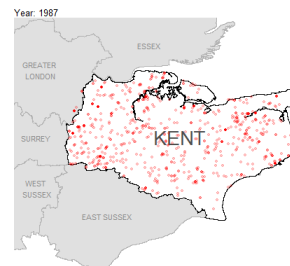 Year: 1987
ESSEX
GREATER
LONDON
KENT
SURREY
WEST
SUSSEX
EAST SUSSEX